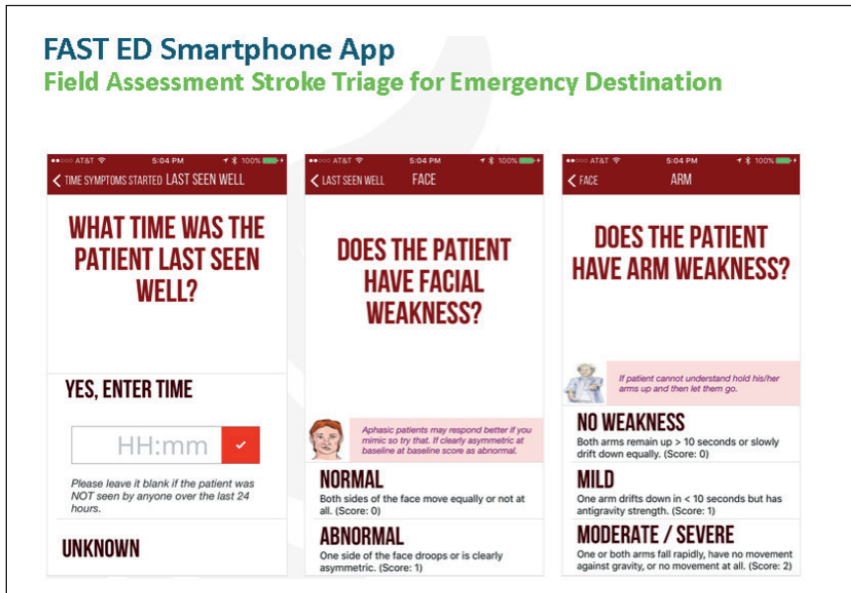 FAST ED Smartphone App
Field Assessment Stroke Triage for Emergency Destination
AT&T 5:04 PM 100%
TIME SYMPTOMS STARTED LAST SEEN WELL
WHAT TIME WAS THE
PATIENT LAST SEEN
WELL?
YES, ENTER TIME
HH:mm
Please leave it blank if the patient was
NOT seen by anyone over the last 24
hours.
UNKNOWN
AT&T 5:04 PM 100%
LAST SEEN WELL FACE
DOES THE PATIENT
HAVE FACIAL
WEAKNESS?
Aphasic patients may respond better if you
mimic so try that. If clearly asymmetric at
baseline at baseline score as abnormal.
NORMAL
Both sides of the face move equally or not at
all. (Score: 0)
ABNORMAL
One side of the face droops or is clearly
asymmetric. (Score: 1)
AT&T 5:04 PM 100%
FACE ARM
DOES THE PATIENT
HAVE ARM WEAKNESS?
If patient cannot understand hold his/her
arms up and then let them go.
NO WEAKNESS
Both arms remain up > 10 seconds or slowly
drift down equally. (Score: 0)
MILD
One arm drifts down in < 10 seconds but has
antigravity strength. (Score: 1)
MODERATE / SEVERE
One or both arms fall rapidly, have no movement
against gravity, or no movement at all. (Score: 2)